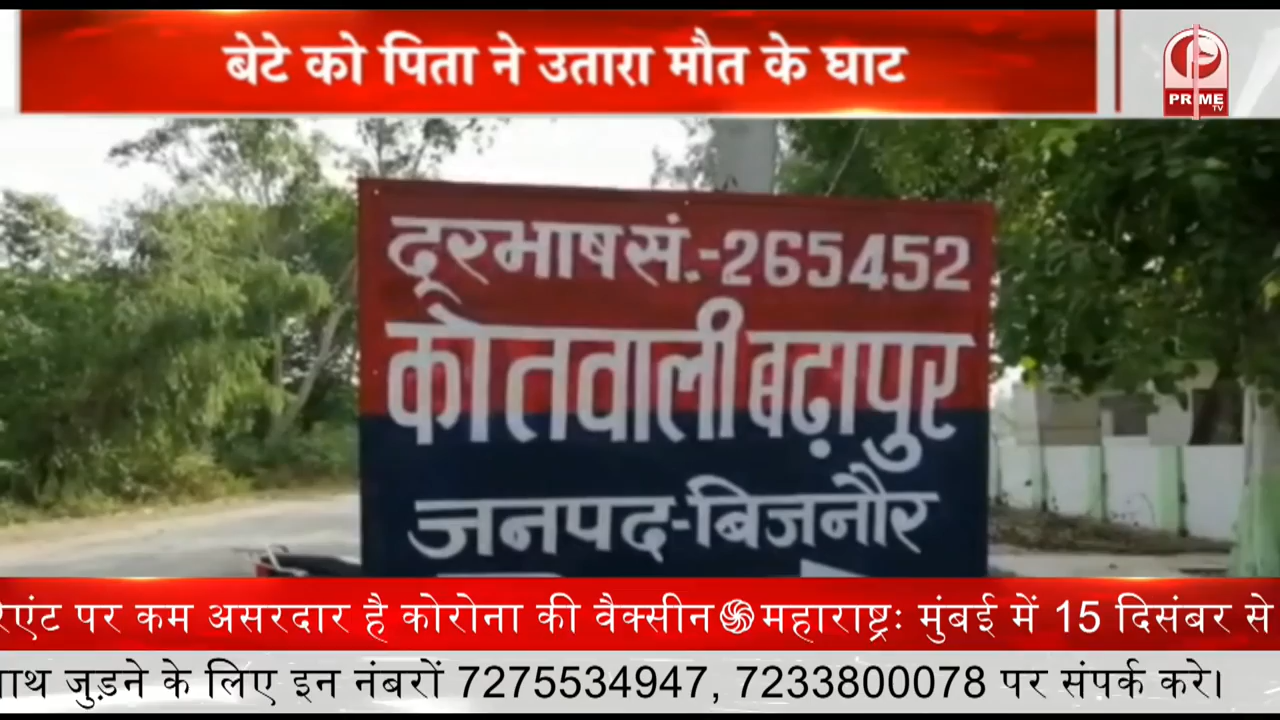 बेटे को पिता ने उतारा मौत के घाट
PRIME
TV
दूरभाष सं.-265452
कोतवाली बढ़ापुर
जनपद-बिजनौर
पर कम असरदार है कोरोना की वैक्सीन महाराष्ट्रः मुंबई में 15 दिसंबर से
जुड़ने के लिए इन नंबरों 7275534947, 7233800078 पर संपर्क करे।